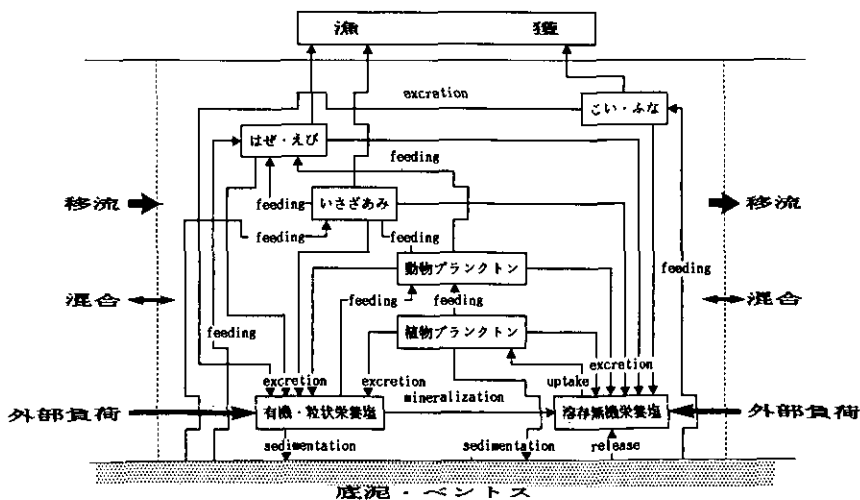 漁 獲
excretion
こい・ふな
はぜ・えび
feeding
移流
feeding
いさざあみ
移流
feeding
feeding
動物プランクトン
feeding
混合
feeding
feeding
混合
feeding
植物プランクトン
excretion
excretion
uptake
excretion
外部負荷
有機・粒状栄養塩
mineralization
溶存無機栄養塩
外部負荷
sedimentation
sedimentation
release
底泥・ベントス